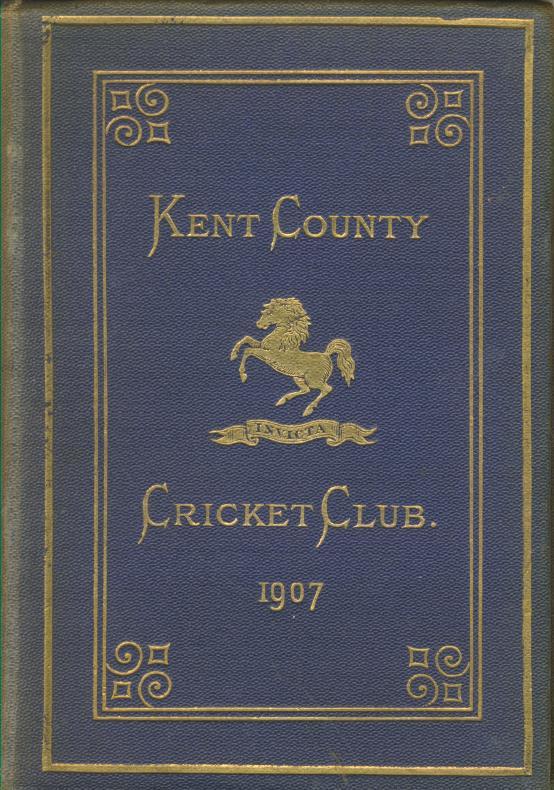 KENT COUNTY
INVICTA
CRICKET CLUB.
1907